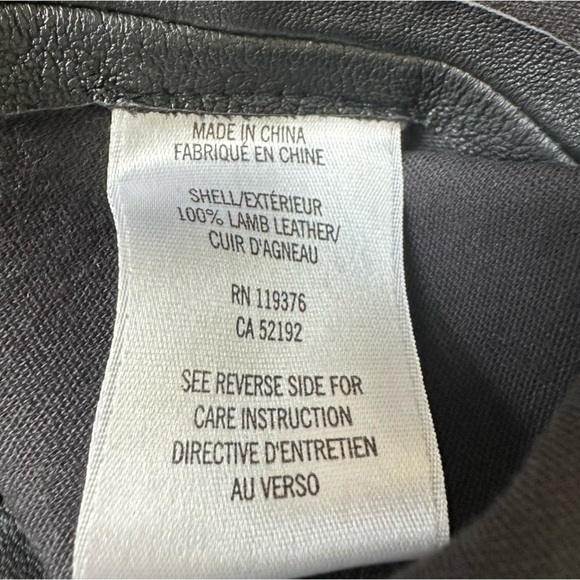 MADE IN CHINA
FABRIQUÉ EN CHINE
SHELL/EXTÉRIEUR
100% LAMB LEATHER/
CUIR D'AGNEAU
RN 119376
CA 52192
SEE REVERSE SIDE FOR
CARE INSTRUCTION
DIRECTIVE D'ENTRETIEN
AU VERSO